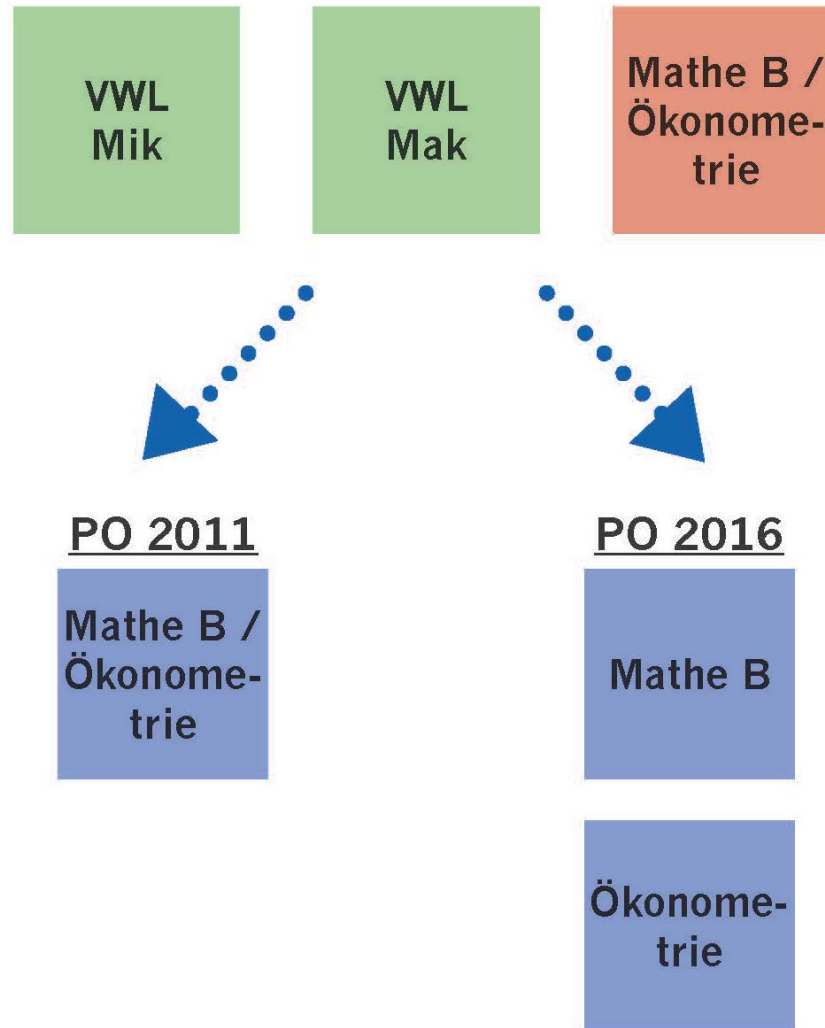 VWL
Mik
VWL
Mak
Mathe B /
Ökonome-
trie
PO 2011
Mathe B /
Ökonome-
trie
PO 2016
Mathe B
Ökonome-
trie